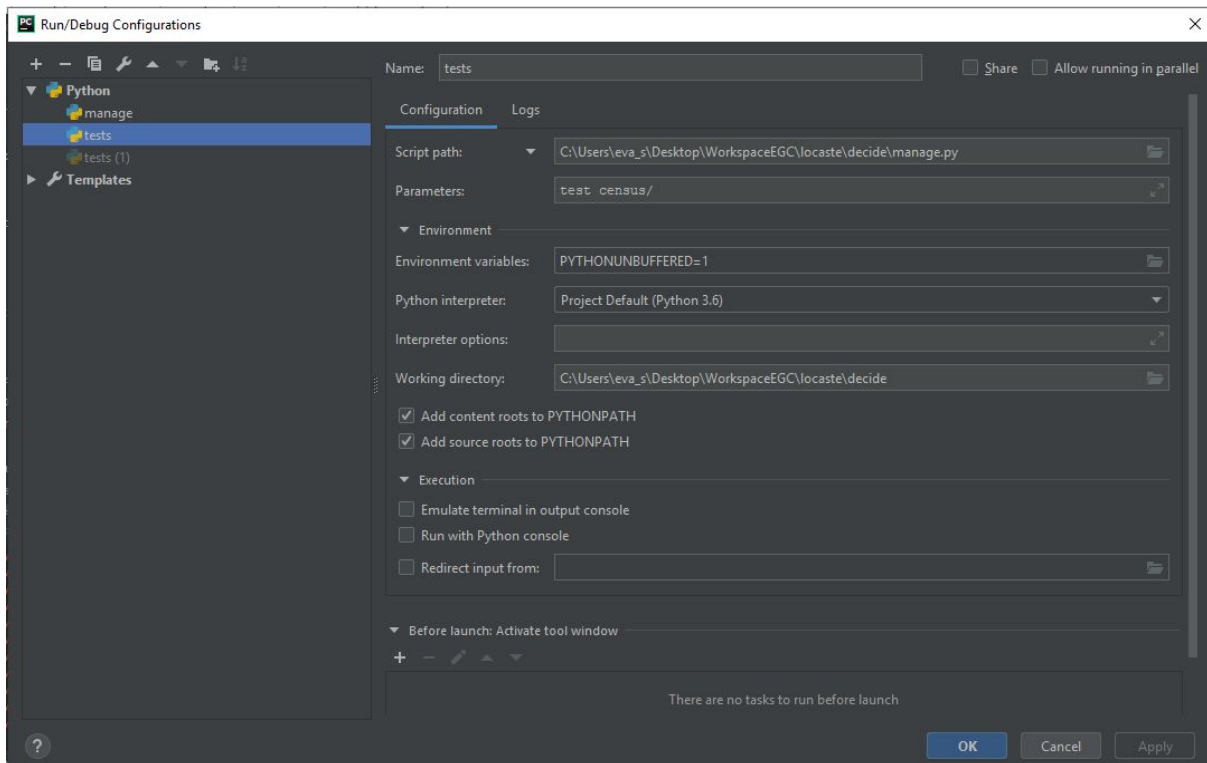 PC Run/Debug Configurations
Python
manage
tests
tests (1)
Templates
Name: tests Share Allow running in parallel
Configuration Logs
Script path: C:\Users\eva_s\Desktop\WorkspaceEGC\locaste\decide\manage.py
Parameters: test census/
Environment
Environment variables: PYTHONUNBUFFERED=1
Python interpreter: Project Default (Python 3.6)
Interpreter options:
Working directory: C:\Users\eva_s\Desktop\WorkspaceEGC\locaste\decide
Add content roots to PYTHONPATH
Add source roots to PYTHONPATH
Execution
Emulate terminal in output console
Run with Python console
Redirect input from:
Before launch: Activate tool window
There are no tasks to run before launch
? OK Cancel Apply